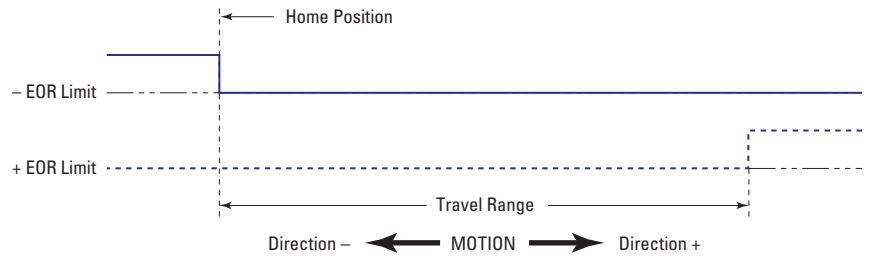 Home Position
– EOR Limit
+ EOR Limit
Travel Range
Direction – MOTION Direction +